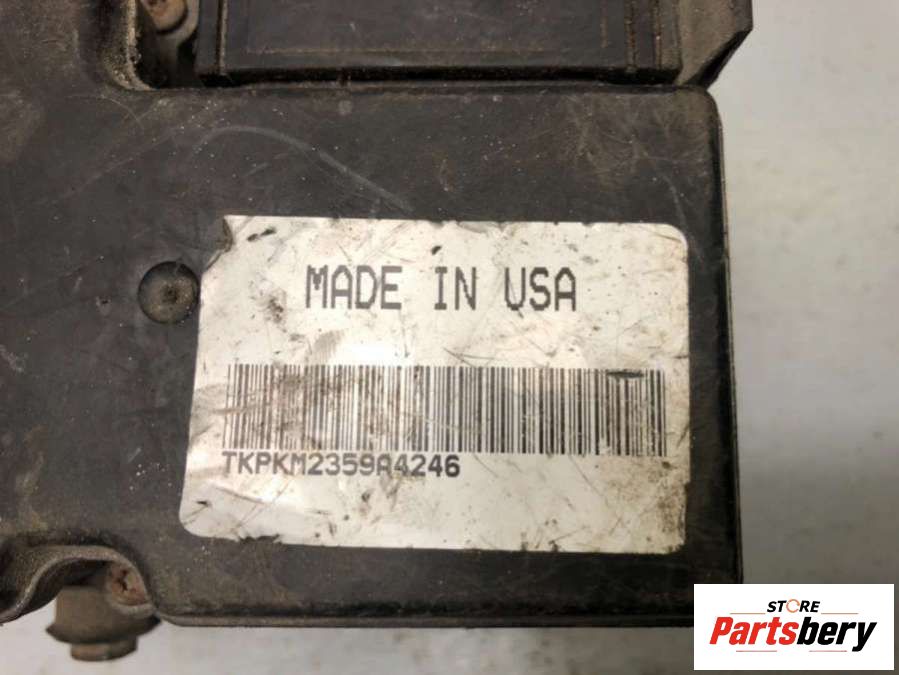 MADE IN USA
TKPKM2359A4246
STORE
Partsbery